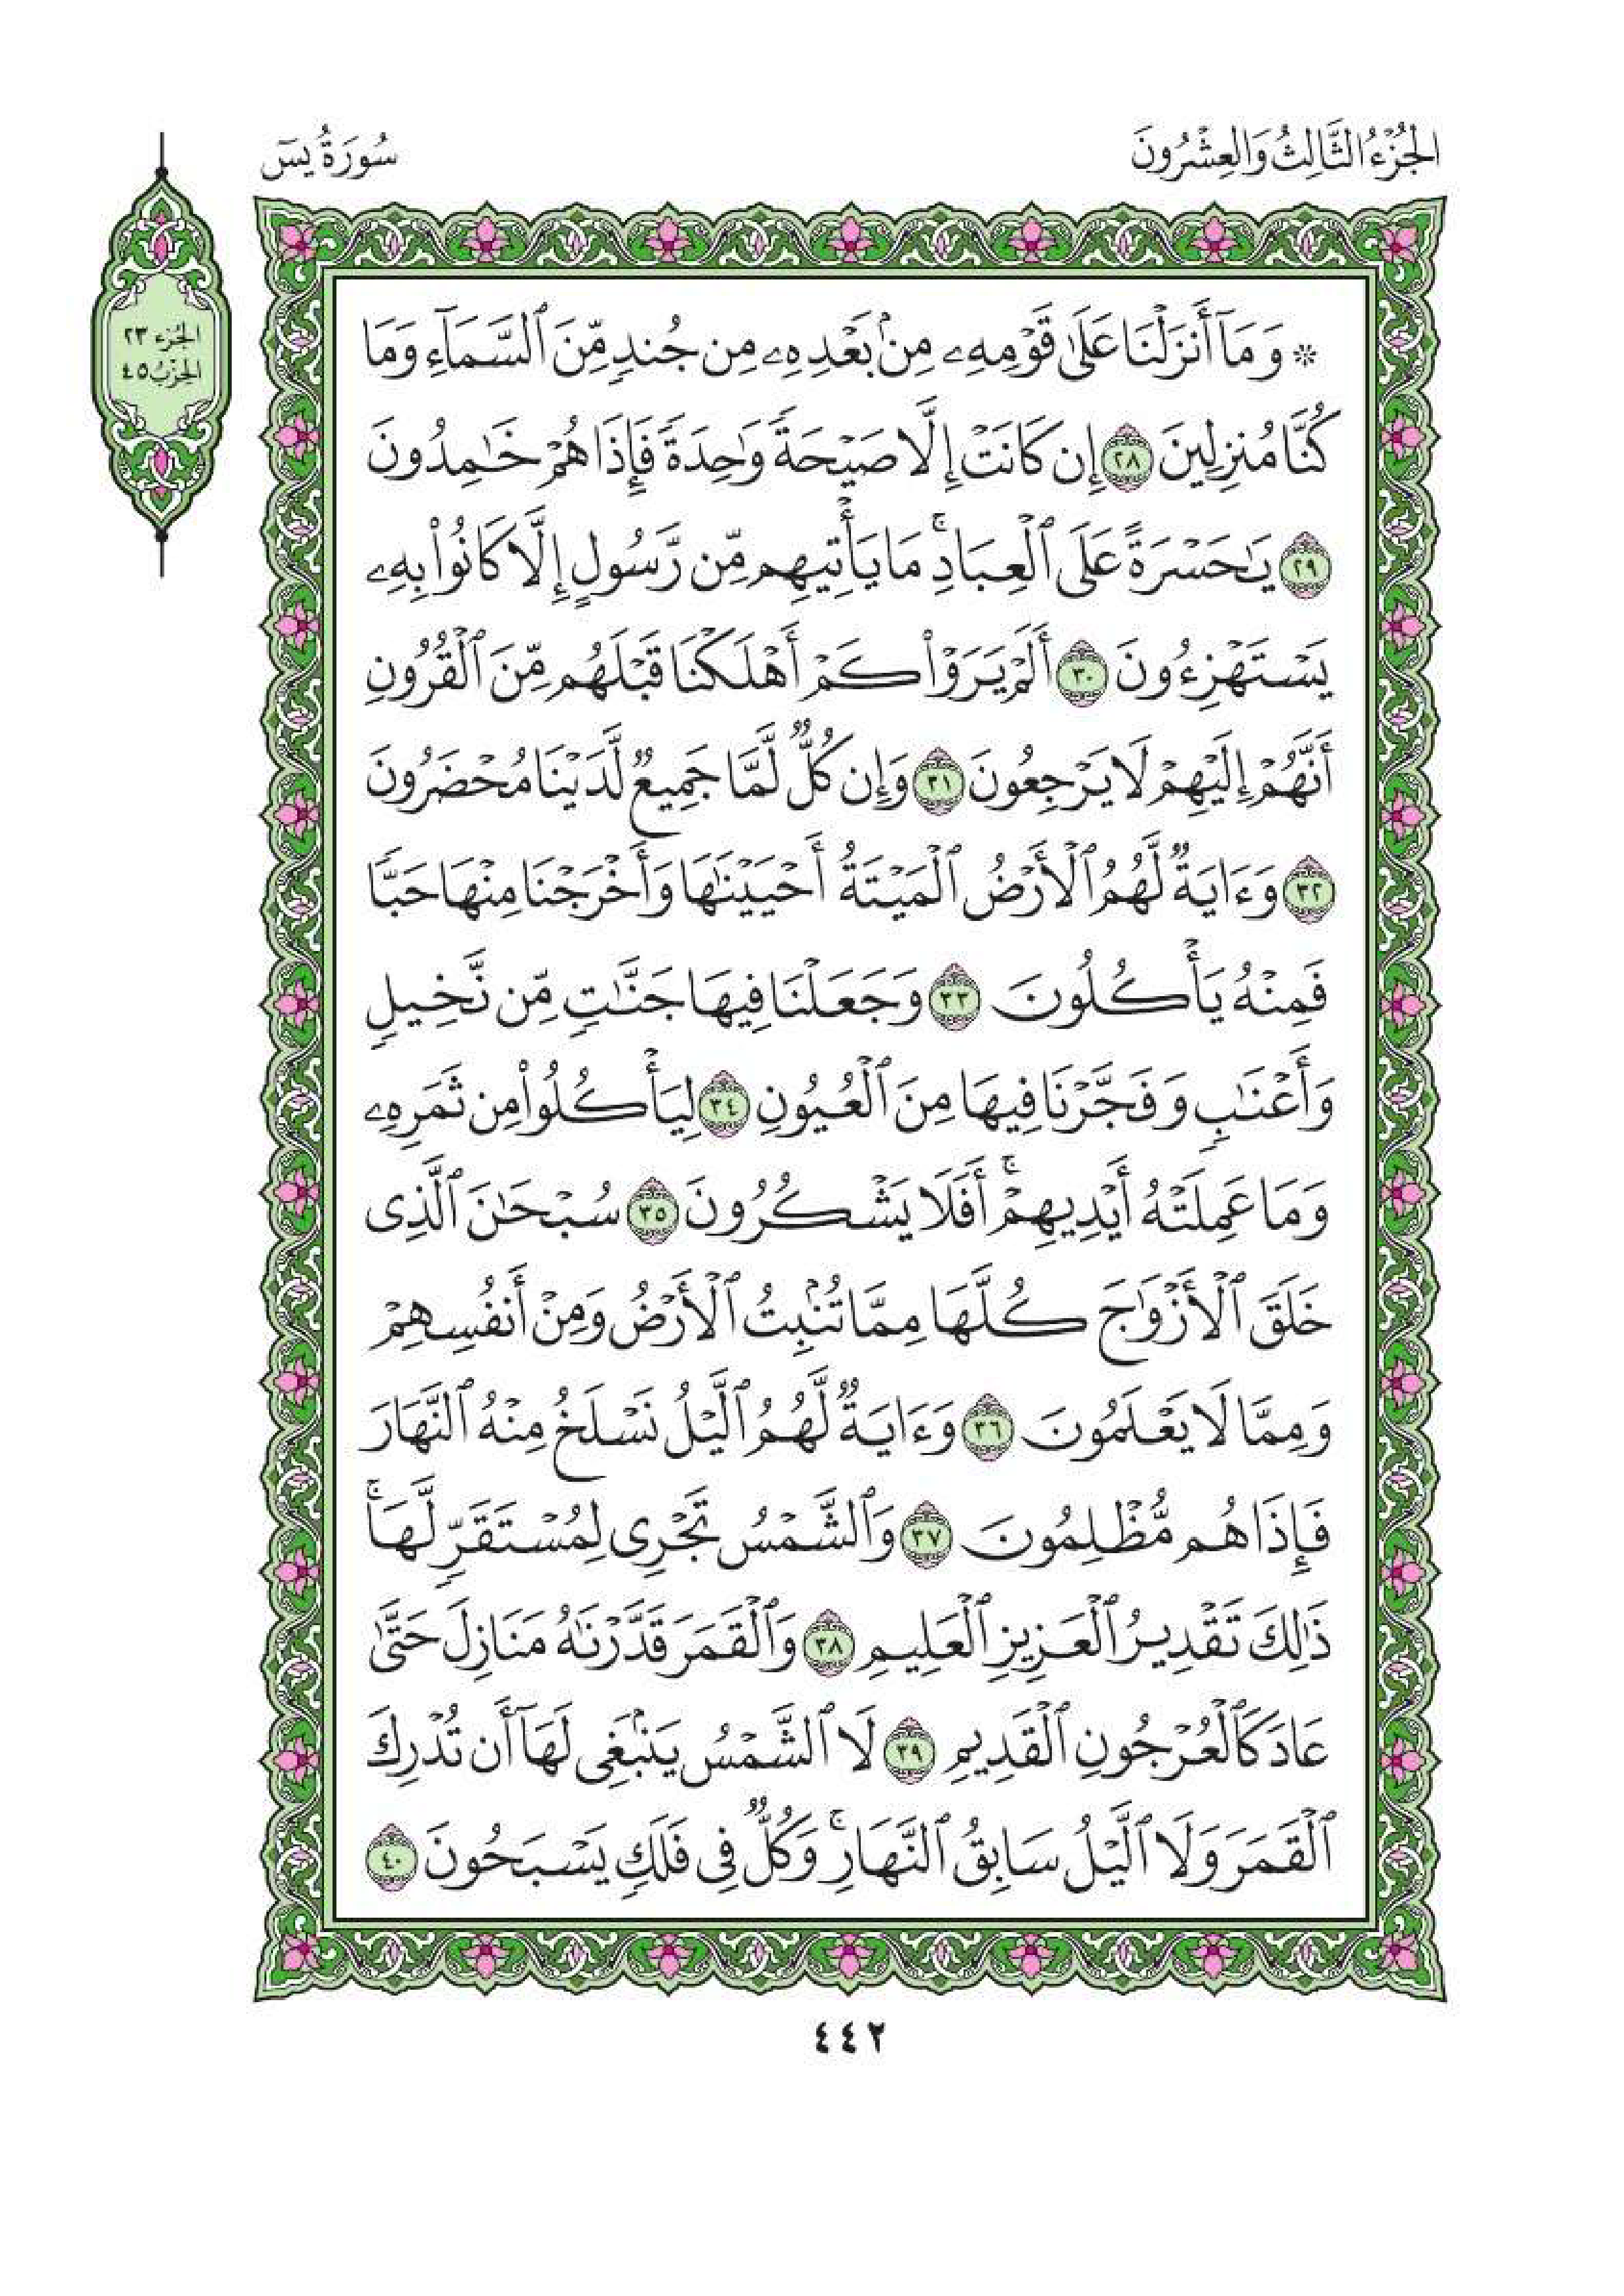 الجُزْءُ الثَّالِثُ وَالعِشْرُونَ
سُورَةُ يسٓ
الجُزء ٢٣
الحِزْبُ ٤٥
* وَمَآ أَنزَلْنَا عَلَىٰ قَوْمِهِۦ مِنۢ بَعْدِهِۦ مِن جُندٍ مِّنَ ٱلسَّمَآءِ وَمَا
كُنَّا مُنزِلِينَ ٢٨ إِن كَانَتْ إِلَّا صَيْحَةً وَٰحِدَةً فَإِذَا هُمْ خَـٰمِدُونَ
٢٩ يَـٰحَسْرَةً عَلَى ٱلْعِبَادِ ۚ مَا يَأْتِيهِم مِّن رَّسُولٍ إِلَّا كَانُوا۟ بِهِۦ
يَسْتَهْزِءُونَ ٣٠ أَلَمْ يَرَوْا۟ كَمْ أَهْلَكْنَا قَبْلَهُم مِّنَ ٱلْقُرُونِ
أَنَّهُمْ إِلَيْهِمْ لَا يَرْجِعُونَ ٣١ وَإِن كُلٌّ لَّمَّا جَمِيعٌ لَّدَيْنَا مُحْضَرُونَ
٣٢ وَءَايَةٌ لَّهُمُ ٱلْأَرْضُ ٱلْمَيْتَةُ أَحْيَيْنَـٰهَا وَأَخْرَجْنَا مِنْهَا حَبًّا
فَمِنْهُ يَأْكُلُونَ ٣٣ وَجَعَلْنَا فِيهَا جَنَّـٰتٍ مِّن نَّخِيلٍ
وَأَعْنَـٰبٍ وَفَجَّرْنَا فِيهَا مِنَ ٱلْعُيُونِ ٣٤ لِيَأْكُلُوا۟ مِن ثَمَرِهِۦ
وَمَا عَمِلَتْهُ أَيْدِيهِمْ ۚ أَفَلَا يَشْكُرُونَ ٣٥ سُبْحَـٰنَ ٱلَّذِى
خَلَقَ ٱلْأَزْوَٰجَ كُلَّهَا مِمَّا تُنۢبِتُ ٱلْأَرْضُ وَمِنْ أَنفُسِهِمْ
وَمِمَّا لَا يَعْلَمُونَ ٣٦ وَءَايَةٌ لَّهُمُ ٱلَّيْلُ نَسْلَخُ مِنْهُ ٱلنَّهَارَ
فَإِذَا هُم مُّظْلِمُونَ ٣٧ وَٱلشَّمْسُ تَجْرِى لِمُسْتَقَرٍّ لَّهَا ۚ
ذَٰلِكَ تَقْدِيرُ ٱلْعَزِيزِ ٱلْعَلِيمِ ٣٨ وَٱلْقَمَرَ قَدَّرْنَـٰهُ مَنَازِلَ حَتَّىٰ
عَادَ كَٱلْعُرْجُونِ ٱلْقَدِيمِ ٣٩ لَا ٱلشَّمْسُ يَنۢبَغِى لَهَآ أَن تُدْرِكَ
ٱلْقَمَرَ وَلَا ٱلَّيْلُ سَابِقُ ٱلنَّهَارِ ۚ وَكُلٌّ فِى فَلَكٍ يَسْبَحُونَ ٤٠
٤٤٢